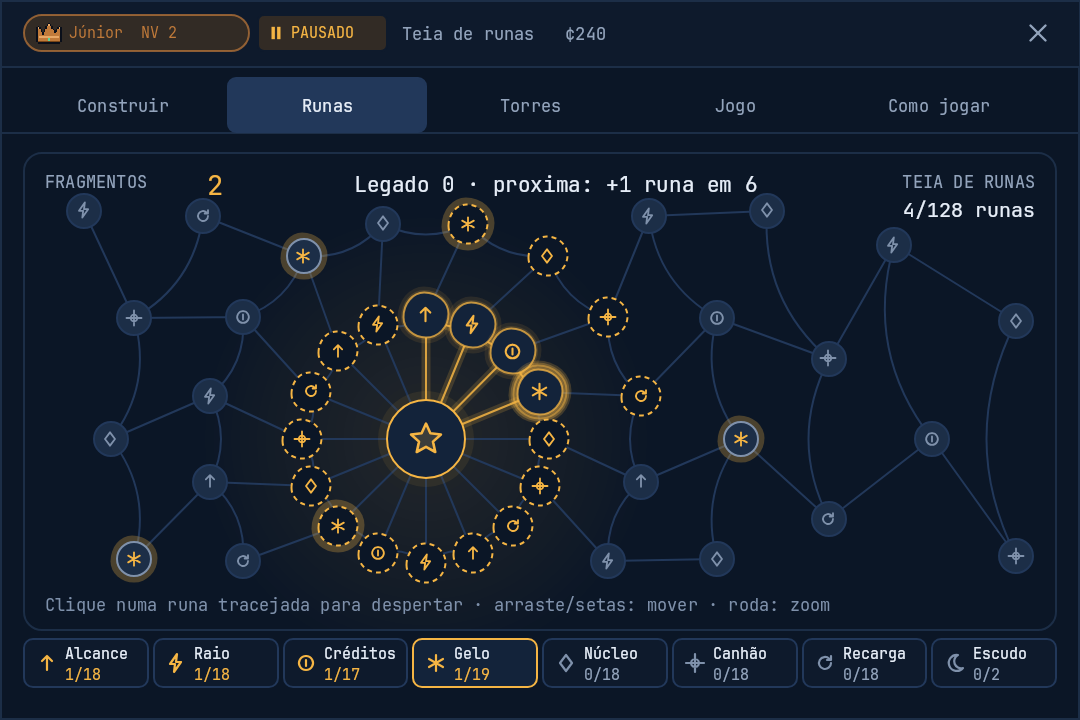 Júnior NV 2 PAUSADO Teia de runas ₵240
Construir Runas Torres Jogo Como jogar
FRAGMENTOS 2 Legado 0 · proxima: +1 runa em 6 TEIA DE RUNAS
4/128 runas
Clique numa runa tracejada para despertar · arraste/setas: mover · roda: zoom
Alcance Raio Créditos Gelo Núcleo Canhão Recarga Escudo
1/18 1/18 1/17 1/19 0/18 0/18 0/18 0/2